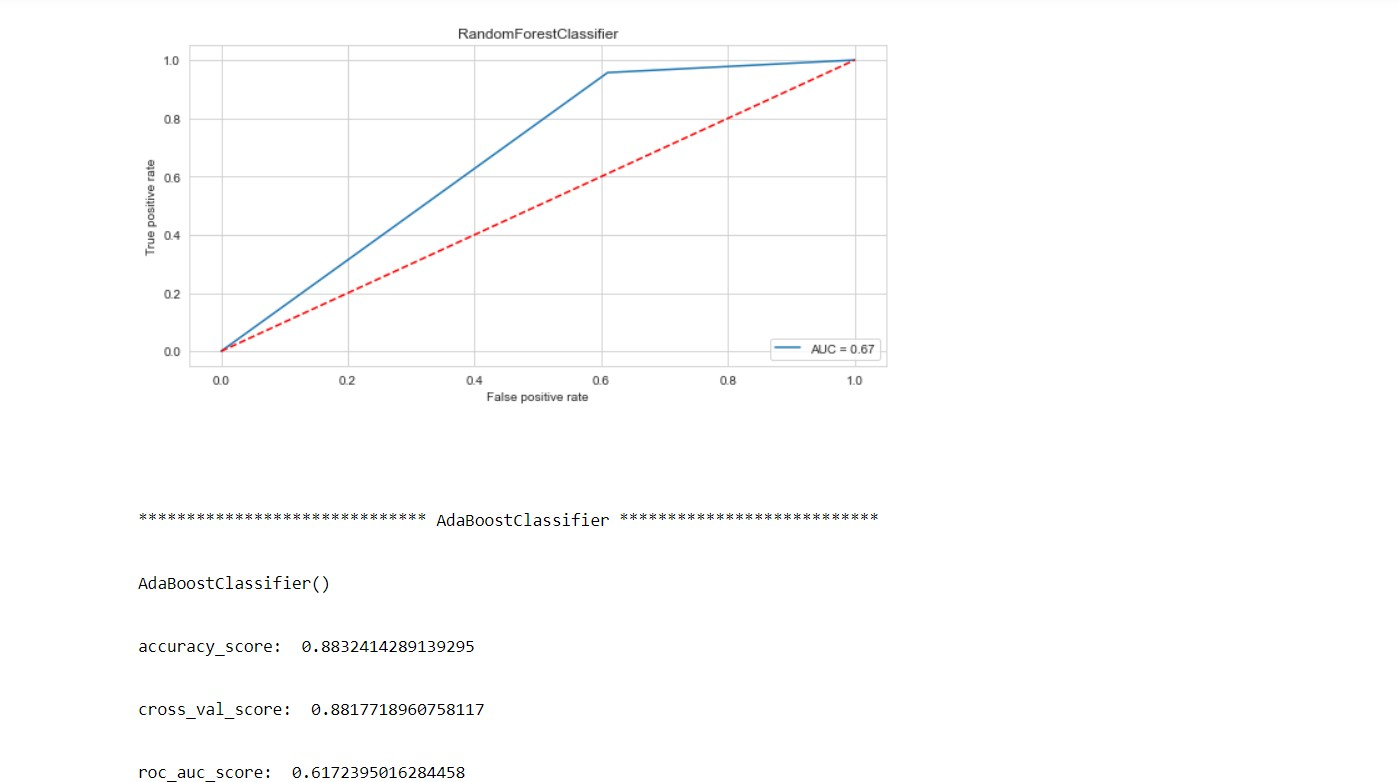 RandomForestClassifier
1.0
0.8
0.6
0.4
0.2
0.0
True positive rate
AUC = 0.67
0.0 0.2 0.4 0.6 0.8 1.0
False positive rate
****************************** AdaBoostClassifier ***************************
AdaBoostClassifier()
accuracy_score:  0.8832414289139295
cross_val_score:  0.8817718960758117
roc_auc_score:  0.6172395016284458